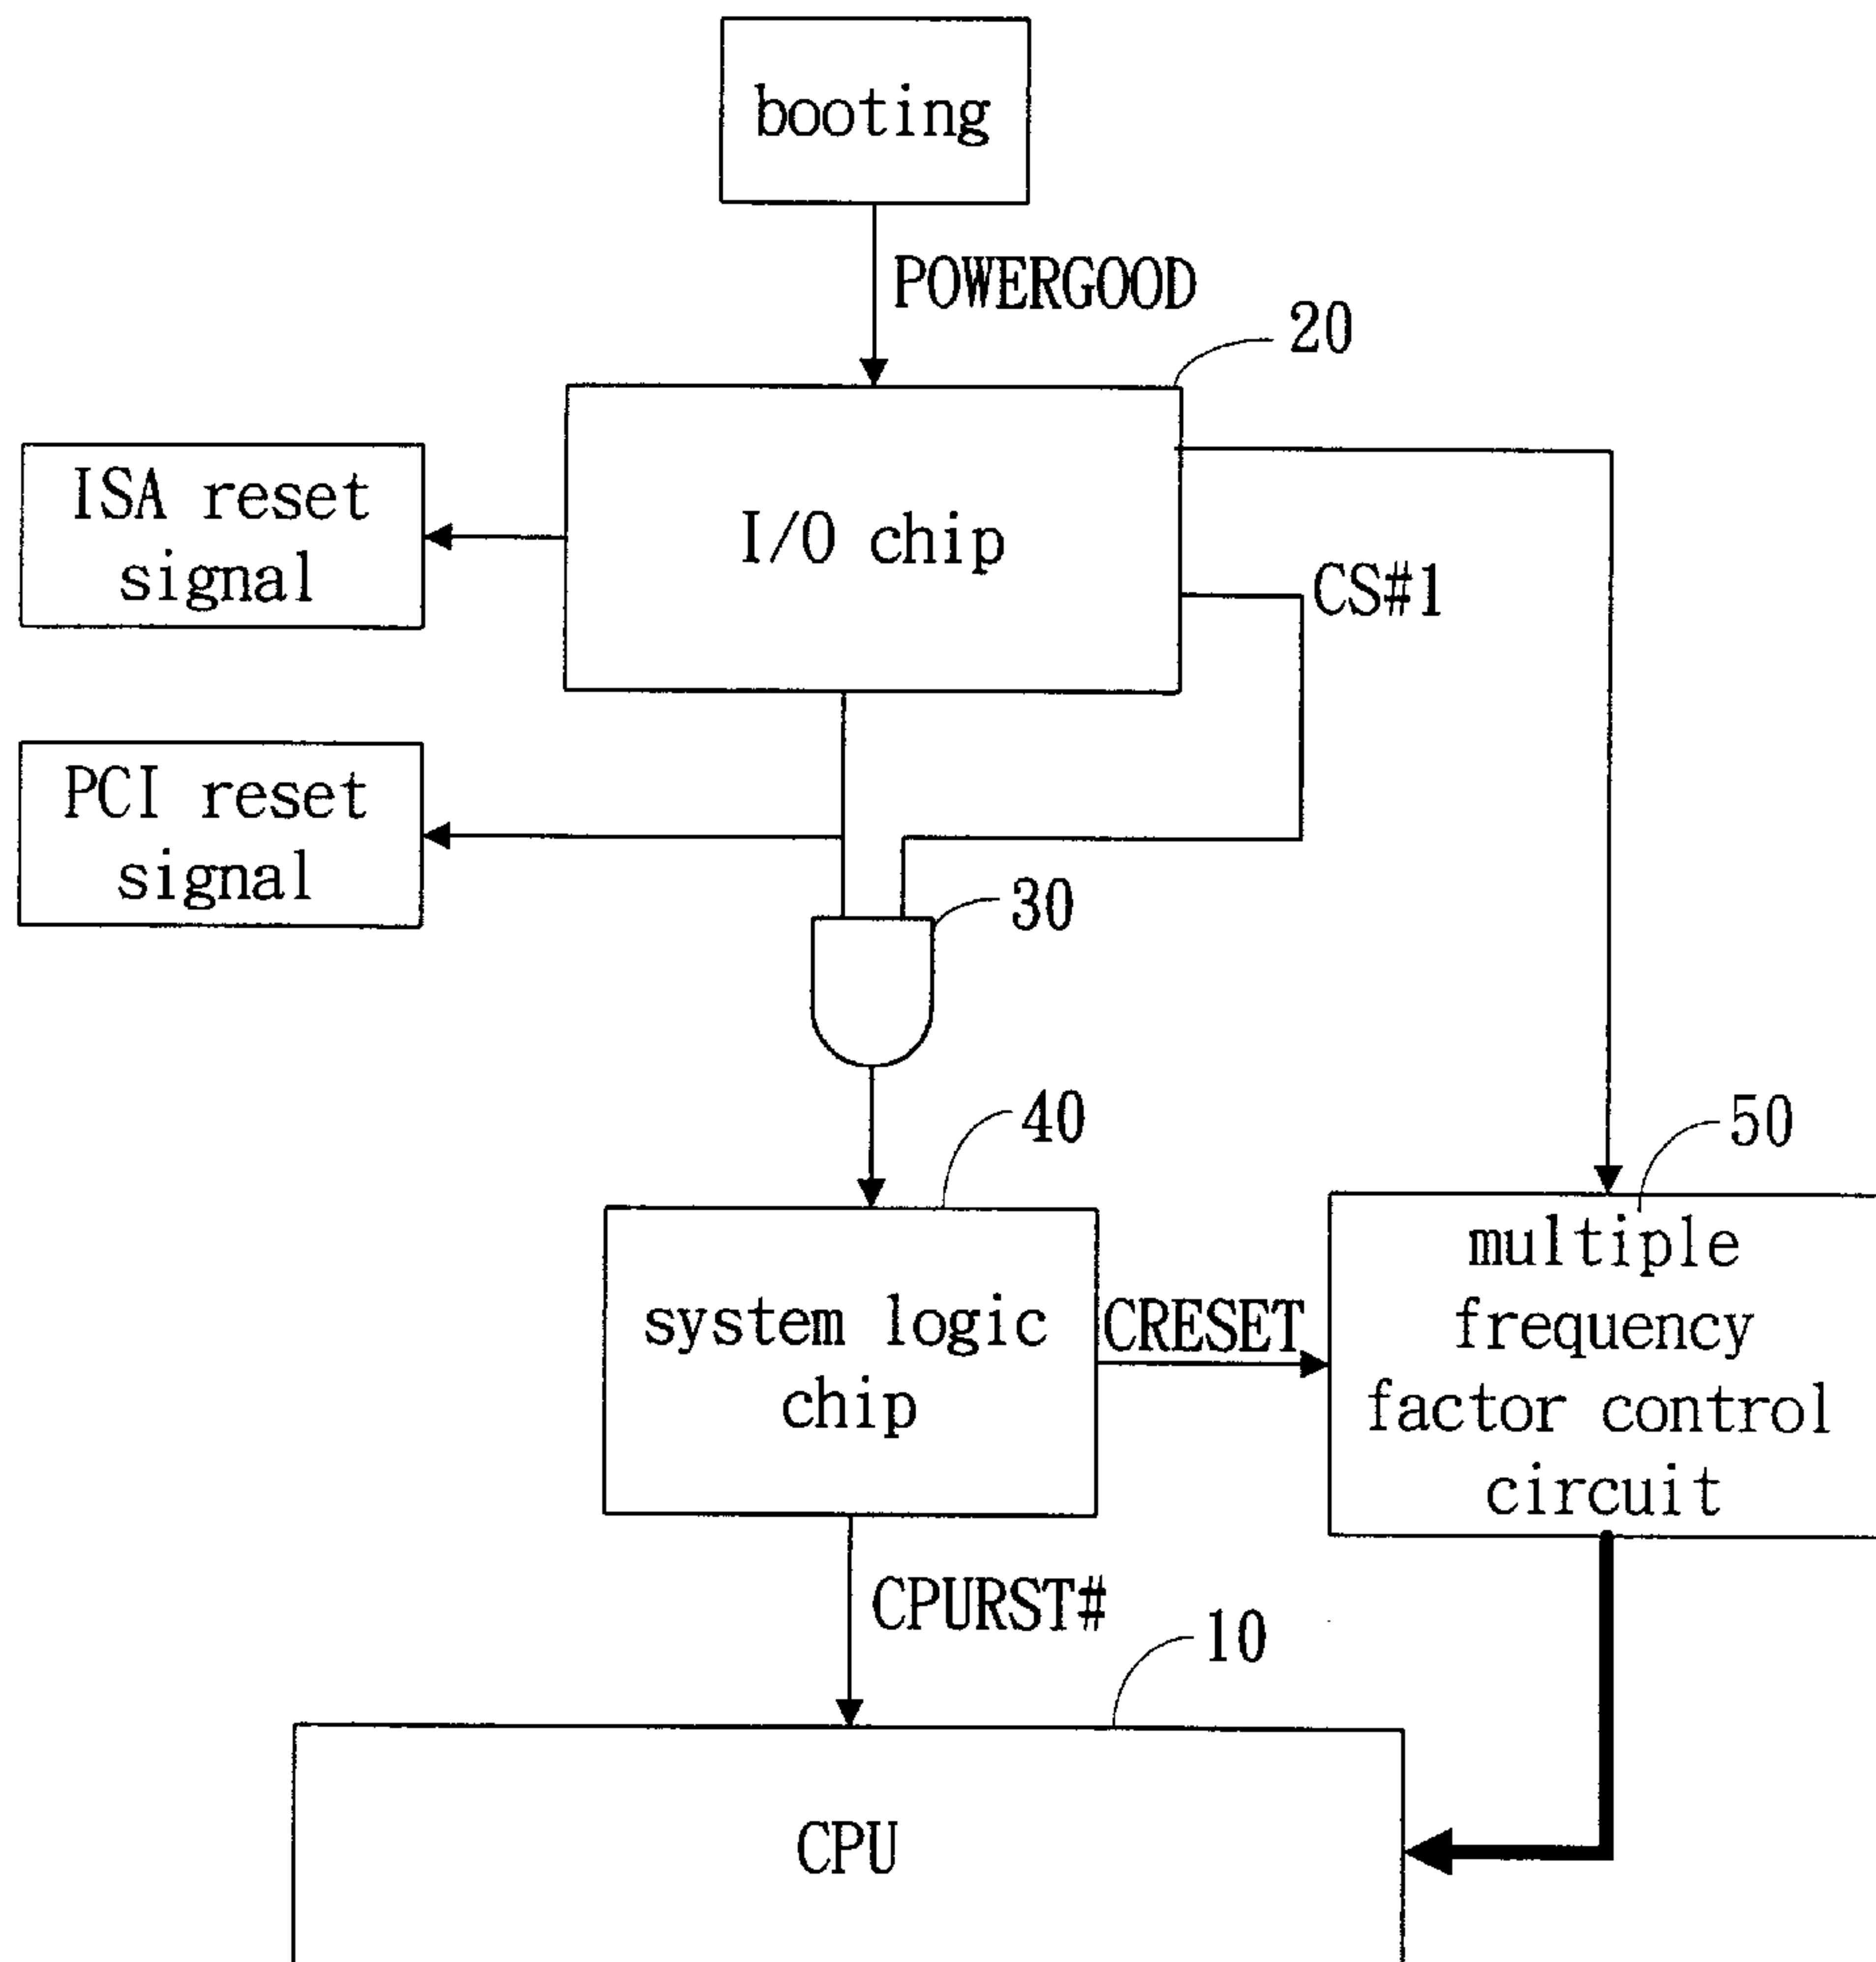 booting
POWERGOOD
20
ISA reset
signal
I/O chip
CS#1
PCI reset
signal
30
40
50
system logic
chip
CRESET
multiple
frequency
factor control
circuit
CPURST#
10
CPU